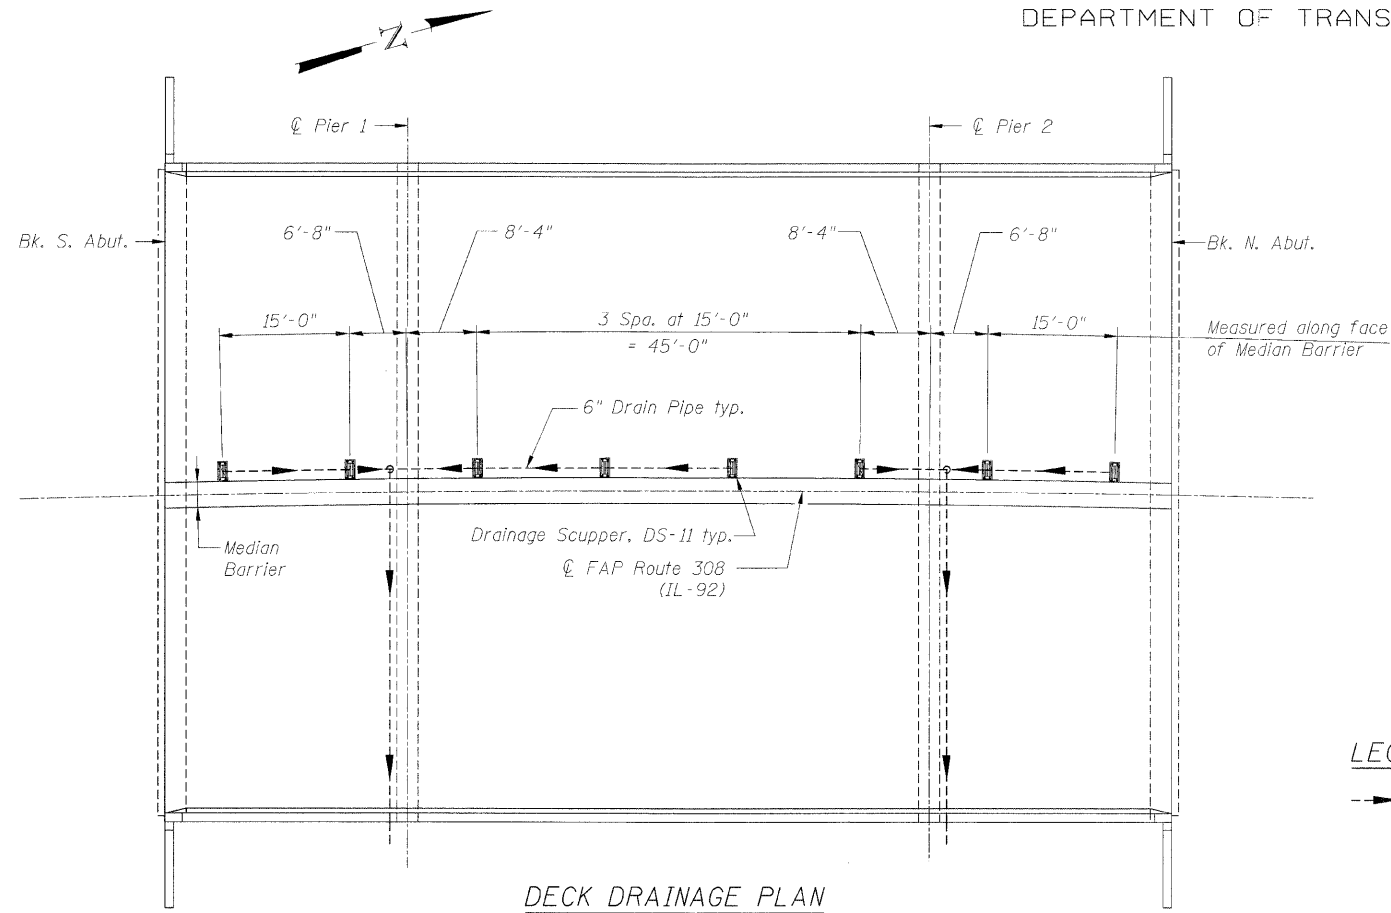 DEPARTMENT OF TRANS
N
℄ Pier 1
℄ Pier 2
Bk. S. Abut.
6'-8"
8'-4"
8'-4"
6'-8"
Bk. N. Abut.
15'-0"
3 Spa. at 15'-0"
= 45'-0"
15'-0"
Measured along face
of Median Barrier
6" Drain Pipe typ.
Median
Barrier
Drainage Scupper, DS-11 typ.
℄ FAP Route 308
(IL-92)
DECK DRAINAGE PLAN